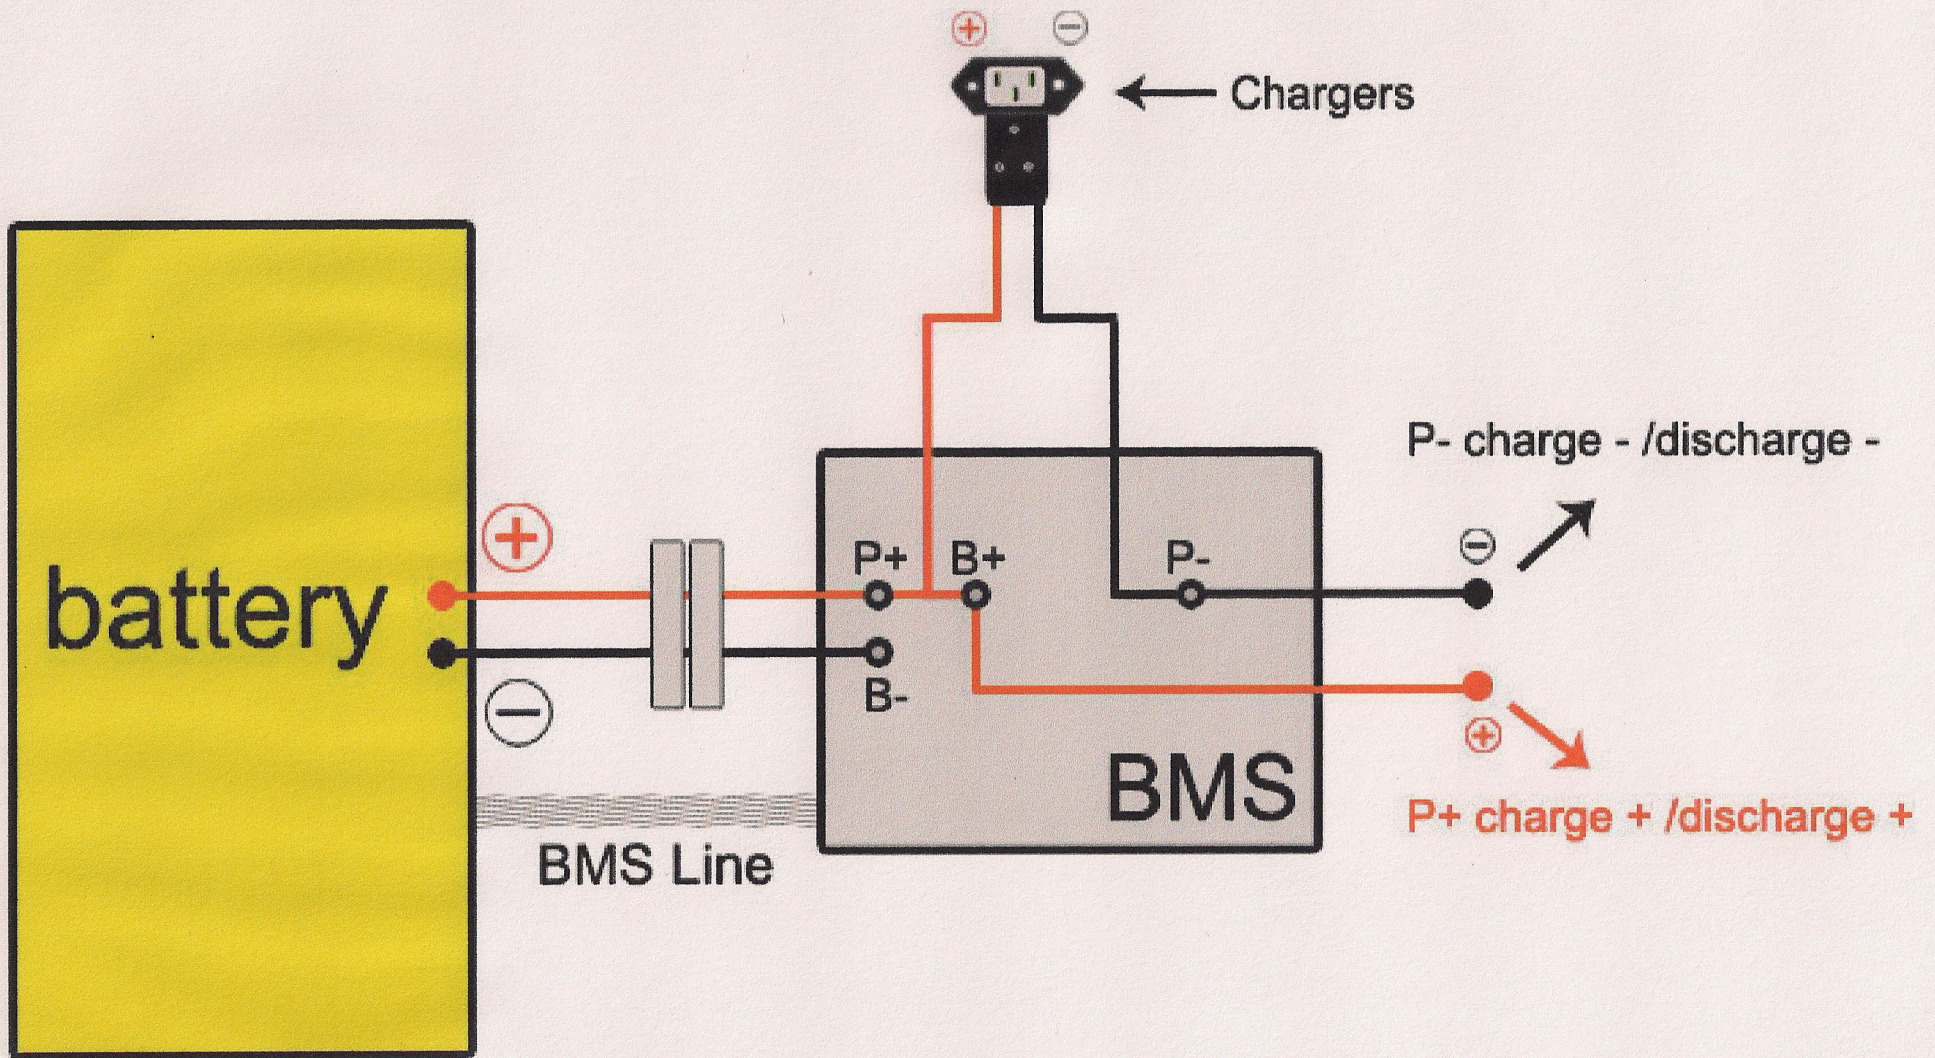 Chargers
P- charge - /discharge -
P+
B+
P-
battery
B-
BMS
P+ charge + /discharge +
BMS Line